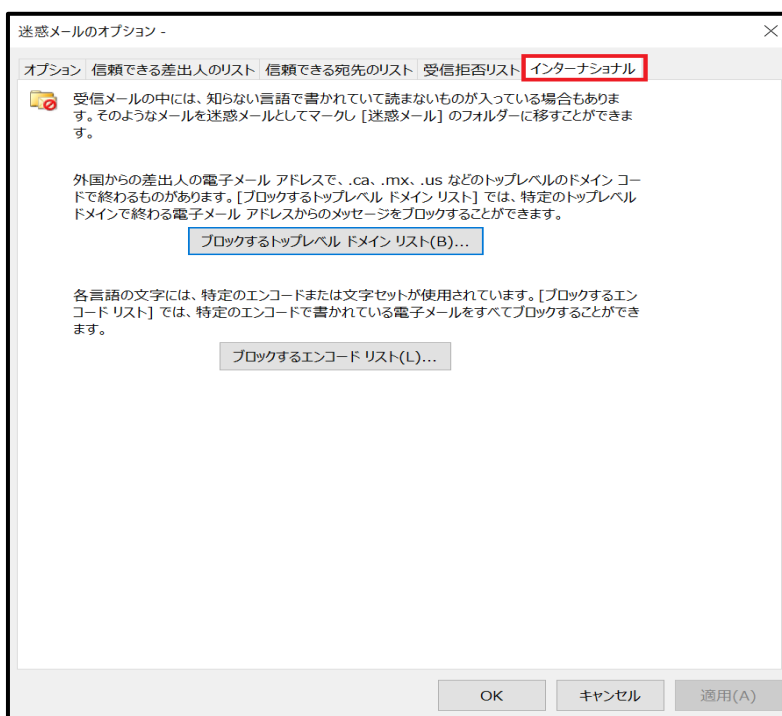 迷惑メールのオプション -
オプション 信頼できる差出人のリスト 信頼できる宛先のリスト 受信拒否リスト インターナショナル
受信メールの中には、知らない言語で書かれていて読まないものが入っている場合もありま
す。そのようなメールを迷惑メールとしてマークし [迷惑メール] のフォルダーに移すことができま
す。
外国からの差出人の電子メール アドレスで、.ca、.mx、.us などのトップレベルのドメイン コー
ドで終わるものがあります。[ブロックするトップレベル ドメイン リスト] では、特定のトップレベル
ドメインで終わる電子メール アドレスからのメッセージをブロックすることができます。
ブロックするトップレベル ドメイン リスト(B)...
各言語の文字には、特定のエンコードまたは文字セットが使用されています。[ブロックするエン
コード リスト] では、特定のエンコードで書かれている電子メールをすべてブロックすることができ
ます。
ブロックするエンコード リスト(L)...
OK キャンセル 適用(A)